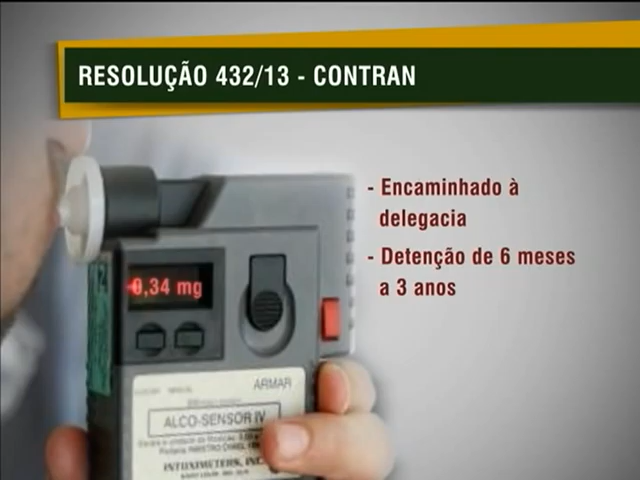 RESOLUÇÃO 432/13 - CONTRAN
- Encaminhado à
delegacia
- Detenção de 6 meses
a 3 anos
0,34 mg
ARMAR
ALCO-SENSOR IV
INTOXIMETERS, INC.